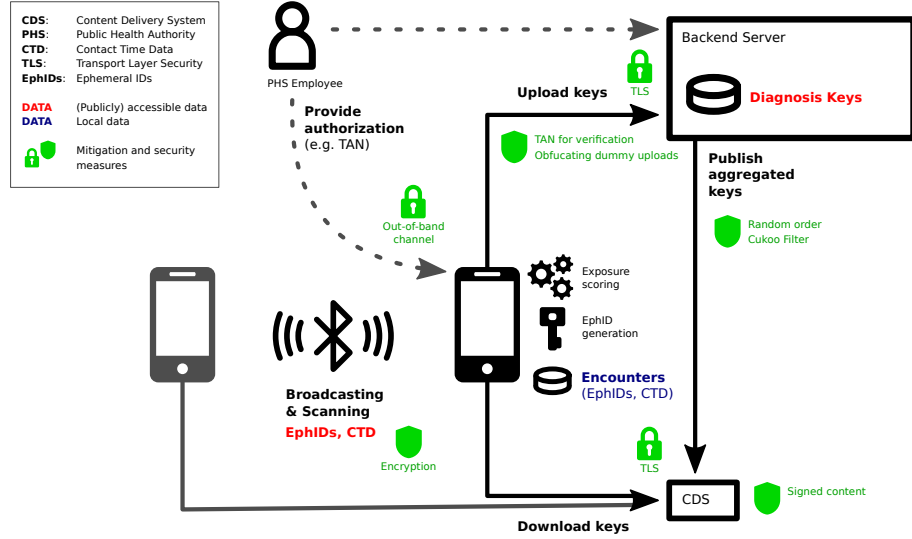 CDS: Content Delivery System
PHS: Public Health Authority
CTD: Contact Time Data
TLS: Transport Layer Security
EphIDs: Ephemeral IDs
DATA (Publicly) accessible data
DATA Local data
Mitigation and security
measures
PHS Employee
Provide
authorization
(e.g. TAN)
Out-of-band
channel
Upload keys
TLS
TAN for verification
Obfucating dummy uploads
Backend Server
Diagnosis Keys
Publish
aggregated
keys
Random order
Cukoo Filter
Exposure
scoring
EphID
generation
Encounters
(EphIDs, CTD)
Broadcasting
& Scanning
EphIDs, CTD
Encryption
TLS
CDS
Signed content
Download keys